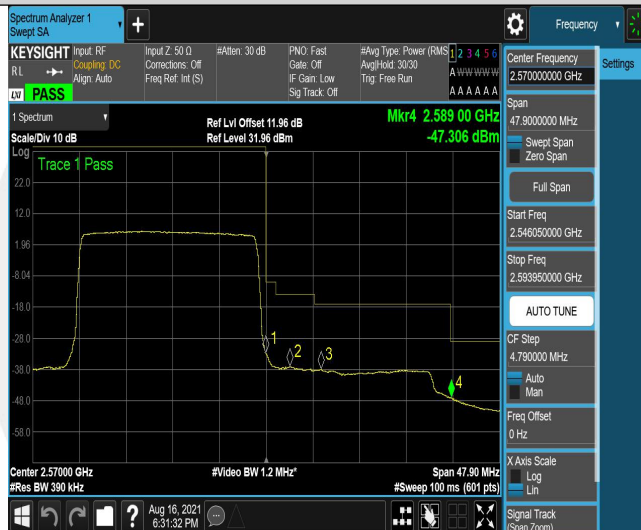 Spectrum Analyzer 1
Swept SA
+
Frequency
KEYSIGHT
Input: RF
Coupling: DC
Align: Auto
Input Z: 50 Ω
Corrections: Off
Freq Ref: Int (S)
#Atten: 30 dB
PNO: Fast
Gate: Off
IF Gain: Low
Sig Track: Off
#Avg Type: Power (RMS
Avg|Hold: 30/30
Trig: Free Run
1 2 3 4 5 6
A W W W W W
A A A A A A
R L
LXI
PASS
1 Spectrum
Scale/Div 10 dB
Ref Lvl Offset 11.96 dB
Ref Level 31.96 dBm
Mkr4 2.589 00 GHz
-47.306 dBm
Log
Trace 1 Pass
22.0
12.0
1.96
-8.04
-18.0
-28.0
-38.0
-48.0
-58.0
1
2
3
4
Center 2.57000 GHz
#Res BW 390 kHz
#Video BW 1.2 MHz*
Span 47.90 MHz
#Sweep 100 ms (601 pts)
Aug 16, 2021
6:31:32 PM
?
Center Frequency
2.570000000 GHz
Settings
Span
47.9000000 MHz
Swept Span
Zero Span
Full Span
Start Freq
2.546050000 GHz
Stop Freq
2.593950000 GHz
AUTO TUNE
CF Step
4.790000 MHz
Auto
Man
Freq Offset
0 Hz
X Axis Scale
Log
Lin
Signal Track
(Span Zoom)